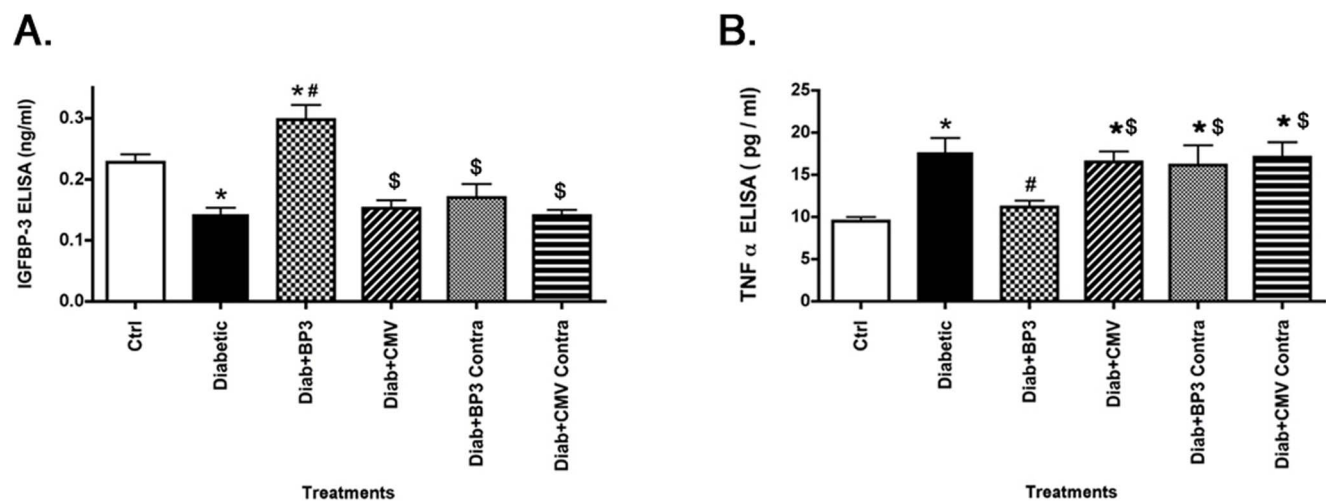 A.
IGFBP-3 ELISA (ng/ml)
0.3
0.2
0.1
0.0
*
* #
$
$
$
Ctrl
Diabetic
Diab+BP3
Diab+CMV
Diab+BP3 Contra
Diab+CMV Contra
Treatments
B.
TNF α ELISA ( pg / ml)
25
20
15
10
5
0
*
#
*$
*$
*$
Ctrl
Diabetic
Diab+BP3
Diab+CMV
Diab+BP3 Contra
Diab+CMV Contra
Treatments